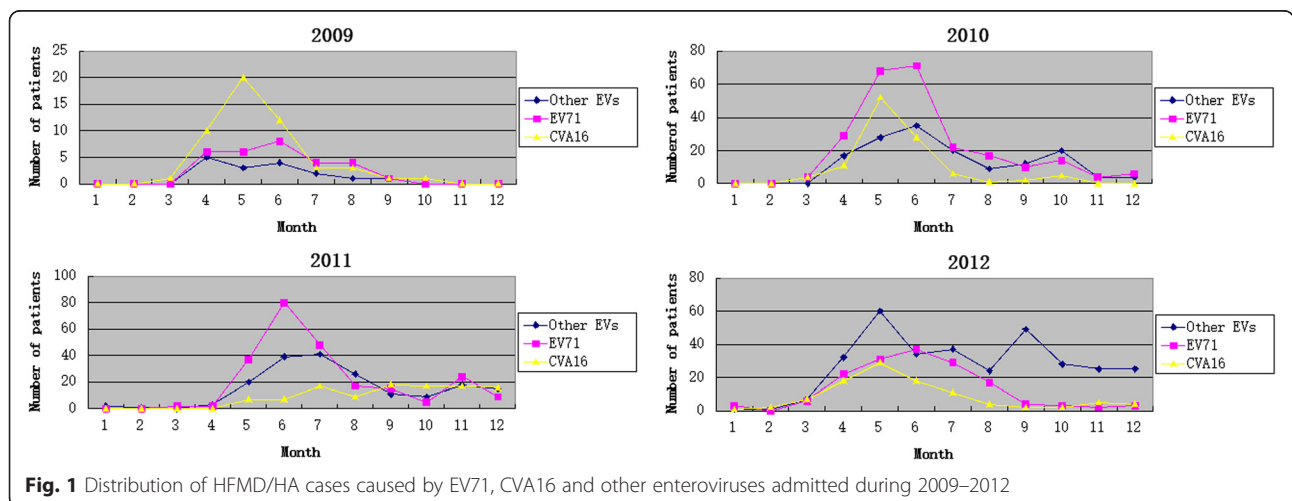 2009
Number of patients
25
20
15
10
5
0
1 2 3 4 5 6 7 8 9 10 11 12
Month
Other EVs
EV71
CVA16
2010
Numberof patients
80
60
40
20
0
1 2 3 4 5 6 7 8 9 10 11 12
Month
Other EVs
EV71
CVA16
2011
Number of patients
100
80
60
40
20
0
1 2 3 4 5 6 7 8 9 10 11 12
Month
Other EVs
EV71
CVA16
2012
Number of patients
80
60
40
20
0
1 2 3 4 5 6 7 8 9 10 11 12
Month
Other EVs
EV71
CVA16
Fig. 1 Distribution of HFMD/HA cases caused by EV71, CVA16 and other enteroviruses admitted during 2009–2012